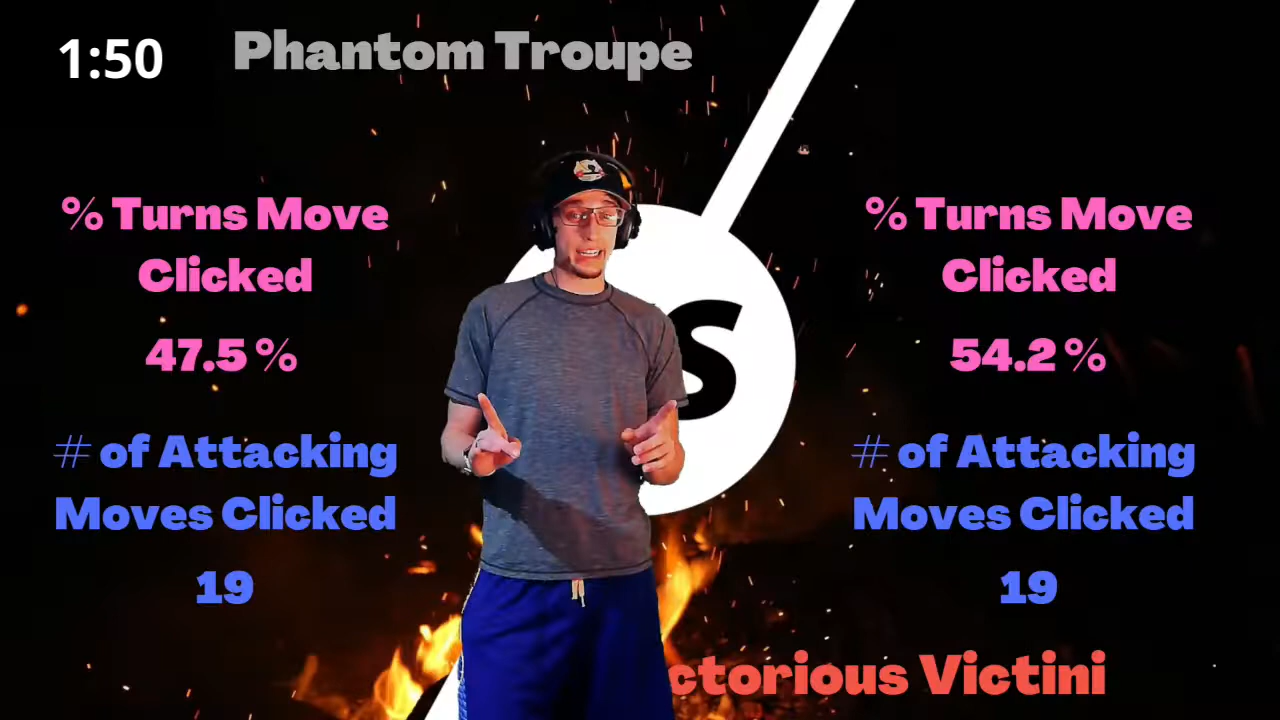 1:50
Phantom Troupe
% Turns Move
Clicked
47.5 %
# of Attacking
Moves Clicked
19
S
% Turns Move
Clicked
54.2 %
# of Attacking
Moves Clicked
19
ctorious Victini